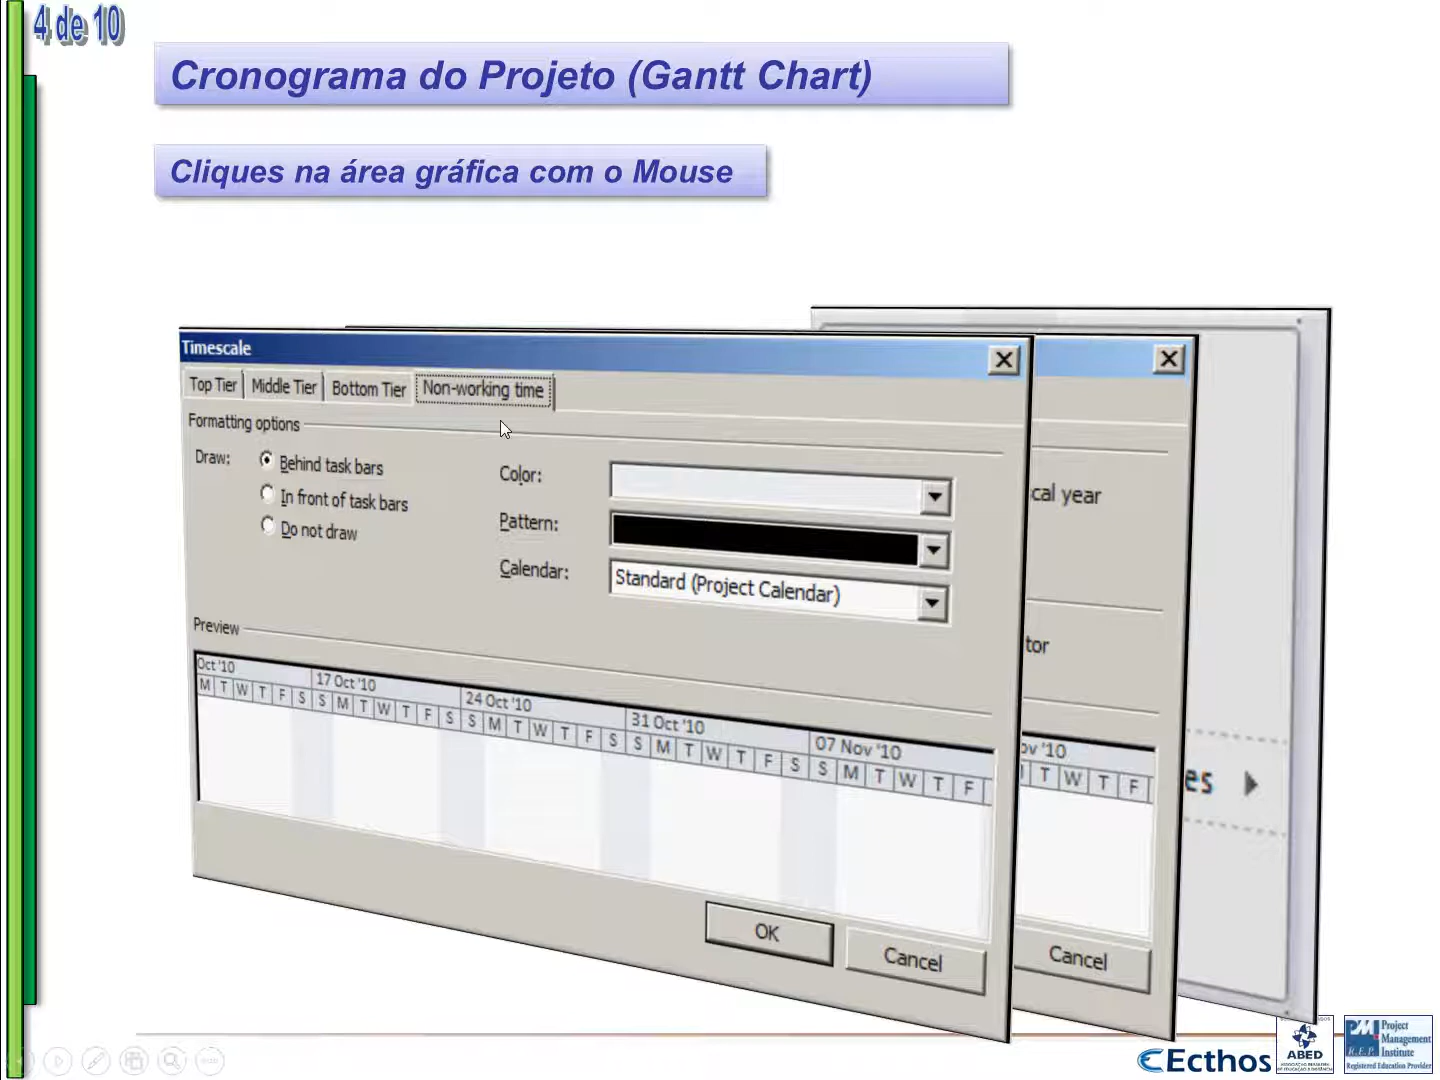 4 de 10
Cronograma do Projeto (Gantt Chart)
Cliques na área gráfica com o Mouse
Timescale
Top Tier Middle Tier Bottom Tier Non-working time
Formatting options
Draw:
Behind task bars
In front of task bars
Do not draw
Color:
Pattern:
Calendar:
Standard (Project Calendar)
Preview
Oct '10 17 Oct '10 24 Oct '10 31 Oct '10 07 Nov '10
M T W T F S S M T W T F S S M T W T F S S M T W T F S S M T W T F
OK
Cancel
cal year
tor
ov '10
T W T F
Cancel
es
Ecthos
ABED
PMI Project
Management
R.E.P. Institute
Registered Education Provider